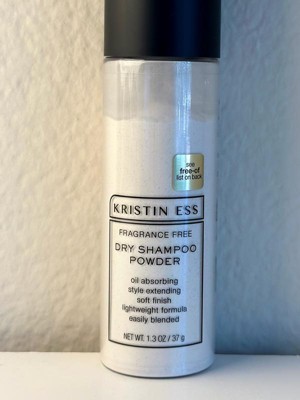 see
free-of
list on back
KRISTIN ESS
FRAGRANCE FREE
DRY SHAMPOO
POWDER
oil absorbing
style extending
soft finish
lightweight formula
easily blended
NET WT. 1.3 OZ / 37 g